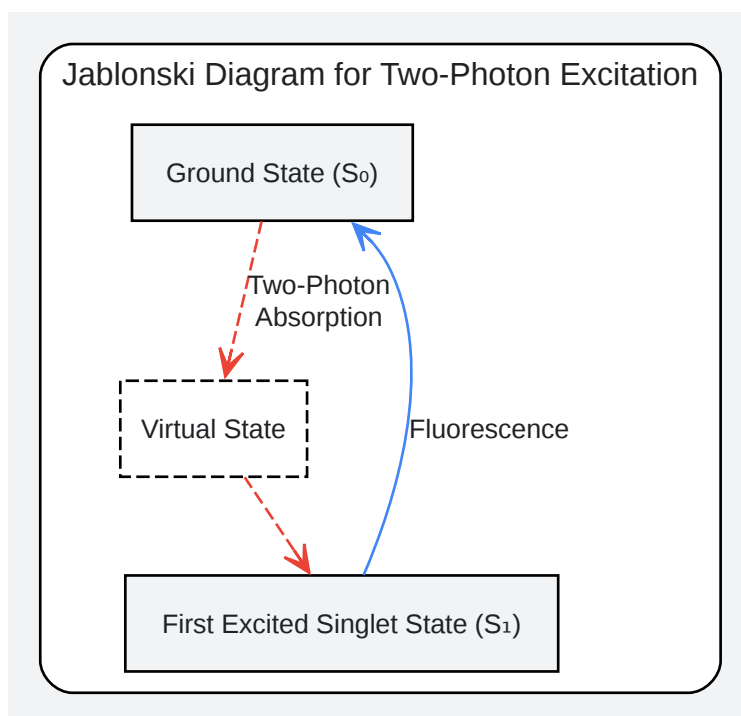 Jablonski Diagram for Two-Photon Excitation
Ground State (S₀)
Two-Photon
Absorption
Virtual State
Fluorescence
First Excited Singlet State (S₁)